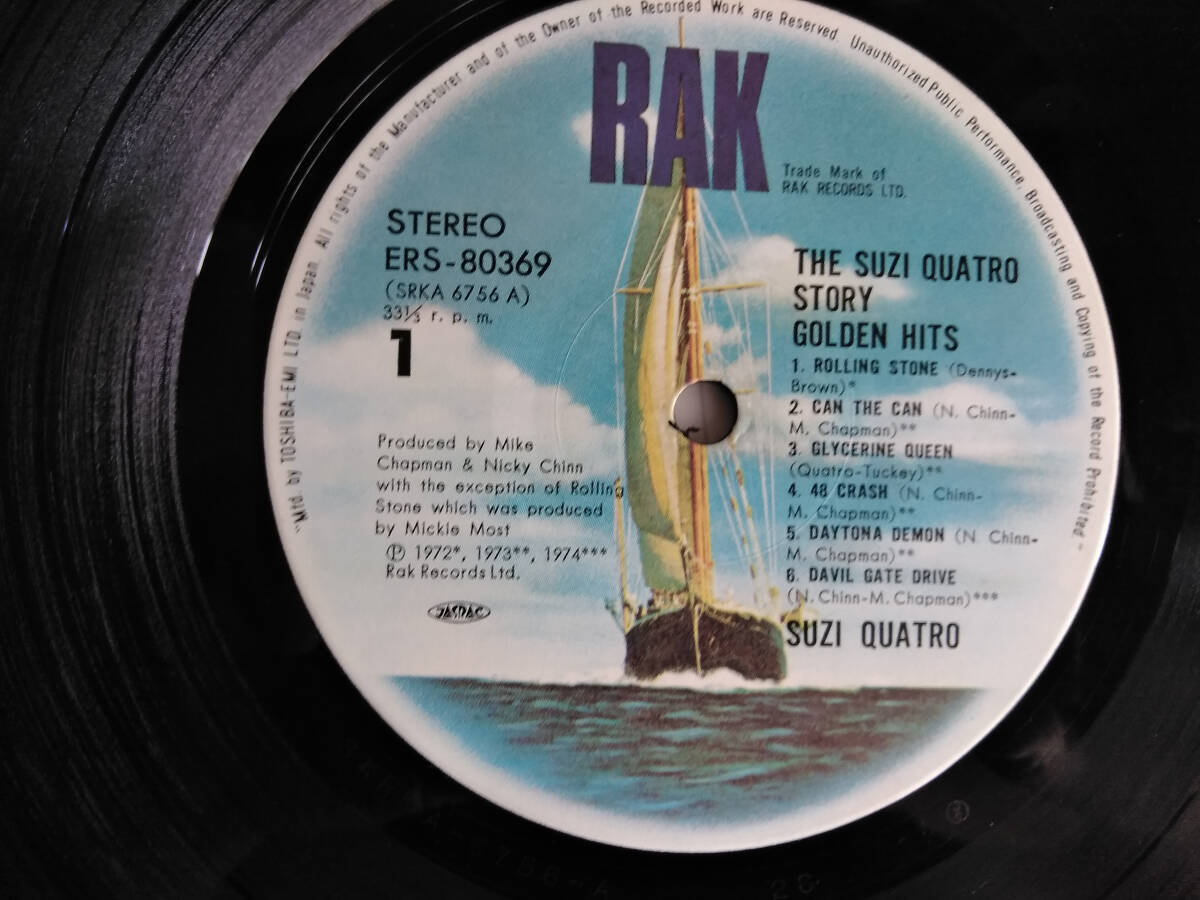 "Mfd. by TOSHIBA-EMI LTD. in Japan. All rights of the Manufacturer and of the Owner of the Recorded Work are Reserved. Unauthorized Public Performance, Broadcasting and Copying of the Record Prohibited."
RAK
Trade Mark of
RAK RECORDS LTD.
STEREO
ERS-80369
(SRKA 6756 A)
33⅓ r. p. m.
1
THE SUZI QUATRO
STORY
GOLDEN HITS
1. ROLLING STONE (Dennys-
Brown)*
2. CAN THE CAN (N. Chinn-
M. Chapman)**
3. GLYCERINE QUEEN
(Quatro-Tuckey)**
4. 48 CRASH (N. Chinn-
M. Chapman)**
5. DAYTONA DEMON (N. Chinn-
M. Chapman)**
6. DAVIL GATE DRIVE
(N. Chinn-M. Chapman)***
SUZI QUATRO
Produced by Mike
Chapman & Nicky Chinn
with the exception of Rolling
Stone which was produced
by Mickie Most
Ⓟ 1972*, 1973**, 1974***
Rak Records Ltd.
JASRAC